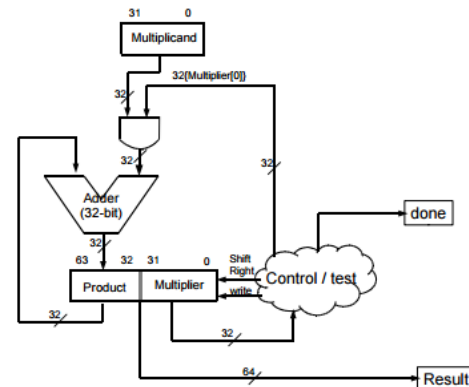 31 0
Multiplicand
32{Multiplier[0]}
32
32
32
Adder
(32-bit)
done
32
63 32 31 0
Shift
Right
Control / test
Product Multiplier
write
32
32
64
Result